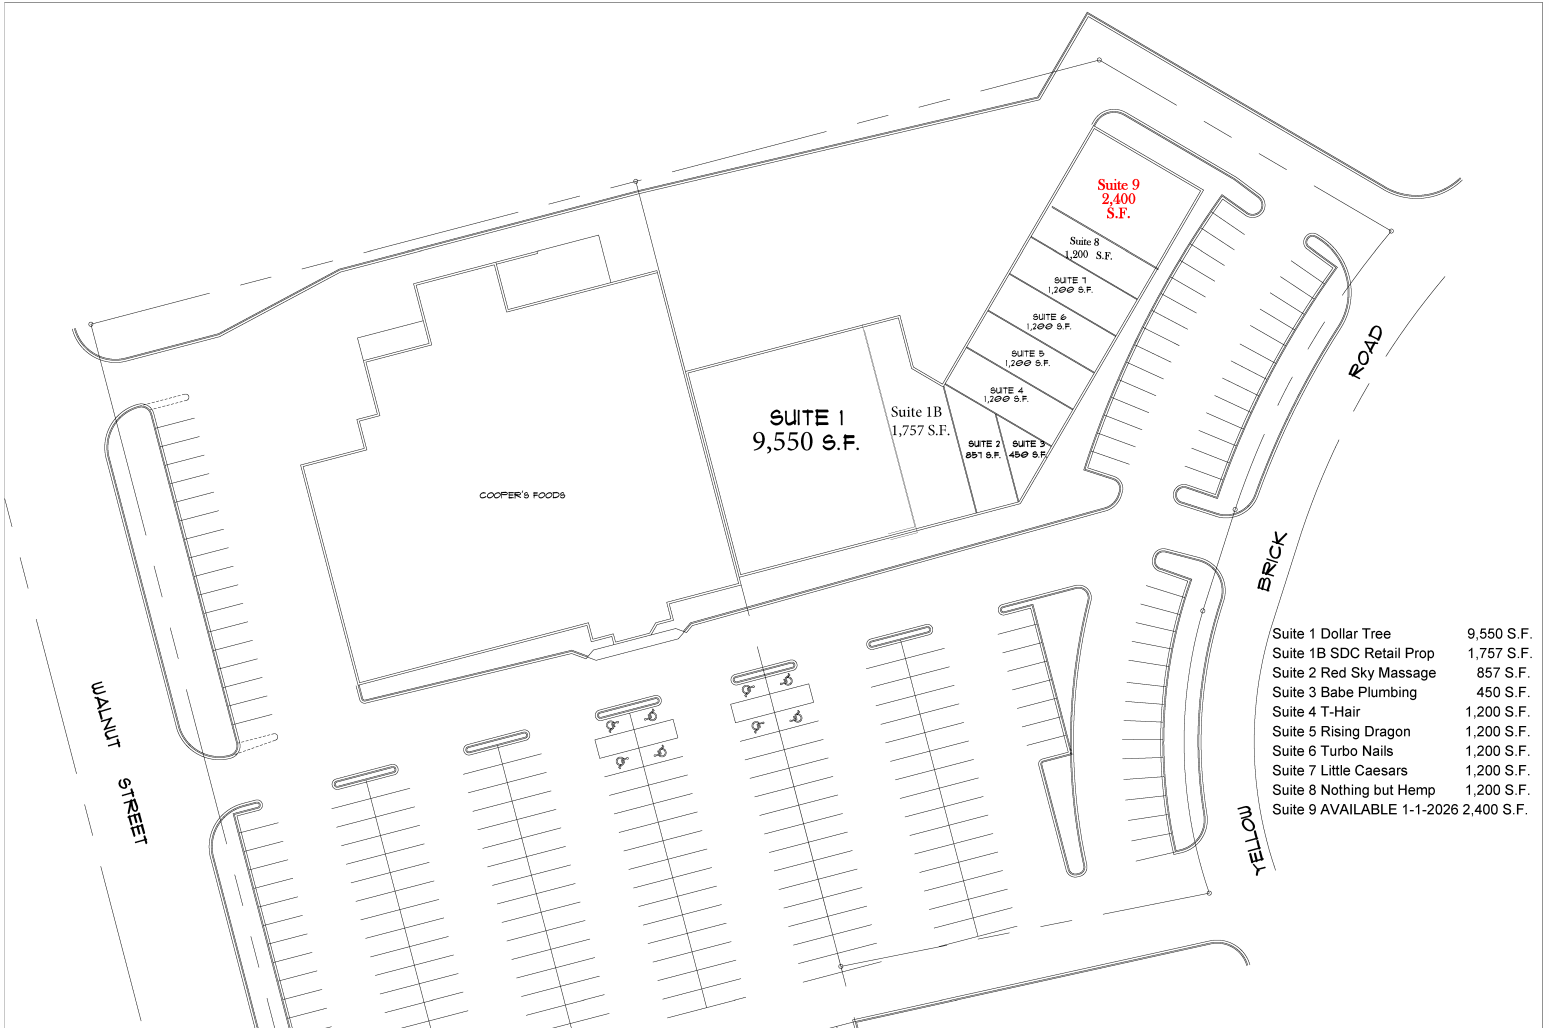 Suite 9
2,400
S.F.
Suite 8
1,200 S.F.
SUITE 7
1,200 S.F.
SUITE 6
1,200 S.F.
SUITE 5
1,200 S.F.
SUITE 4
1,200 S.F.
SUITE 1
9,550 S.F.
Suite 1B
1,757 S.F.
SUITE 2
857 S.F.
SUITE 3
450 S.F.
COOPER'S FOODS
WALNUT STREET
YELLOW BRICK ROAD
Suite 1 Dollar Tree 9,550 S.F.
Suite 1B SDC Retail Prop 1,757 S.F.
Suite 2 Red Sky Massage 857 S.F.
Suite 3 Babe Plumbing 450 S.F.
Suite 4 T-Hair 1,200 S.F.
Suite 5 Rising Dragon 1,200 S.F.
Suite 6 Turbo Nails 1,200 S.F.
Suite 7 Little Caesars 1,200 S.F.
Suite 8 Nothing but Hemp 1,200 S.F.
Suite 9 AVAILABLE 1-1-2026 2,400 S.F.